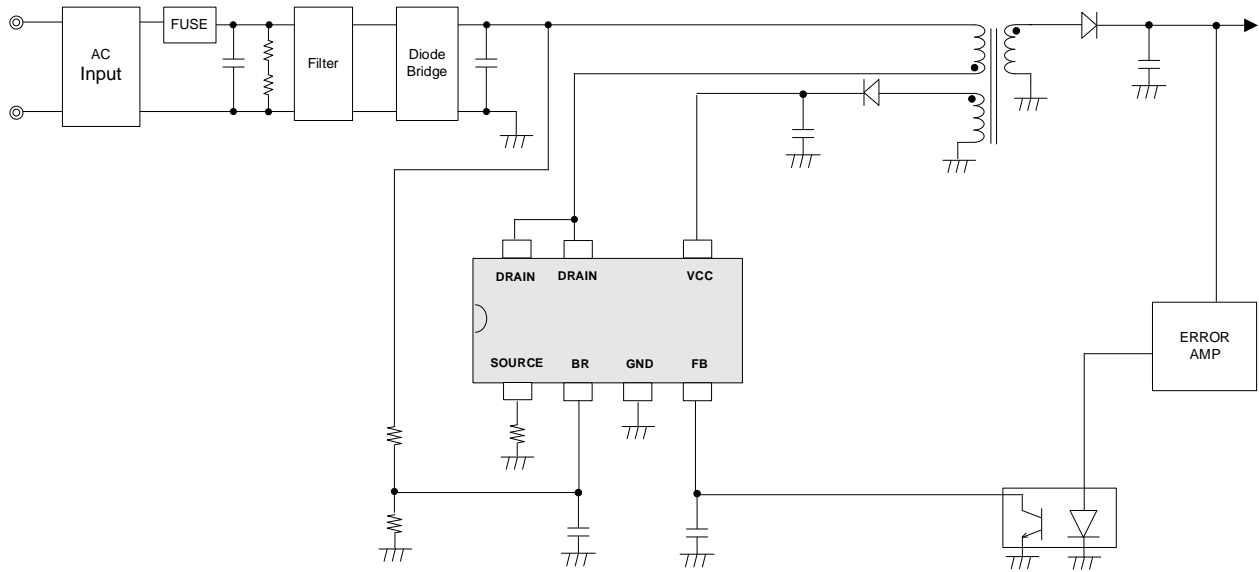 FUSE
AC
Input
Filter
Diode
Bridge
DRAIN
DRAIN
VCC
SOURCE
BR
GND
FB
ERROR
AMP